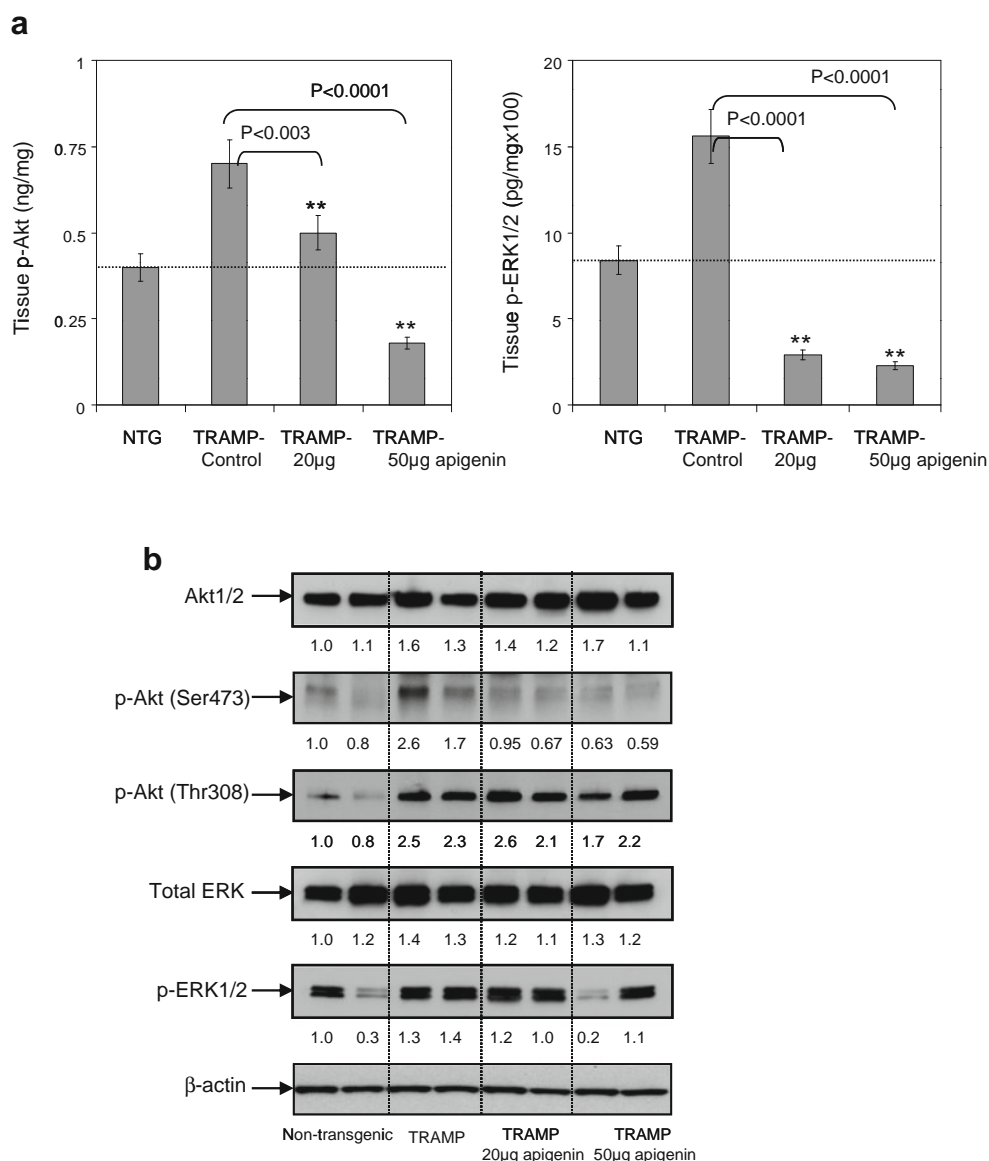 a
1
0.75
0.5
0.25
0
Tissue p-Akt (ng/mg)
P<0.0001
P<0.003
**
**
NTG
TRAMP-
Control
TRAMP-
20µg
TRAMP-
50µg apigenin
20
15
10
5
0
Tissue p-ERK1/2 (pg/mgx100)
P<0.0001
P<0.0001
**
**
NTG
TRAMP-
Control
TRAMP-
20µg
TRAMP-
50µg apigenin
b
Akt1/2
1.0 1.1 1.6 1.3 1.4 1.2 1.7 1.1
p-Akt (Ser473)
1.0 0.8 2.6 1.7 0.95 0.67 0.63 0.59
p-Akt (Thr308)
1.0 0.8 2.5 2.3 2.6 2.1 1.7 2.2
Total ERK
1.0 1.2 1.4 1.3 1.2 1.1 1.3 1.2
p-ERK1/2
1.0 0.3 1.3 1.4 1.2 1.0 0.2 1.1
β-actin
Non-transgenic TRAMP TRAMP TRAMP
20µg apigenin 50µg apigenin